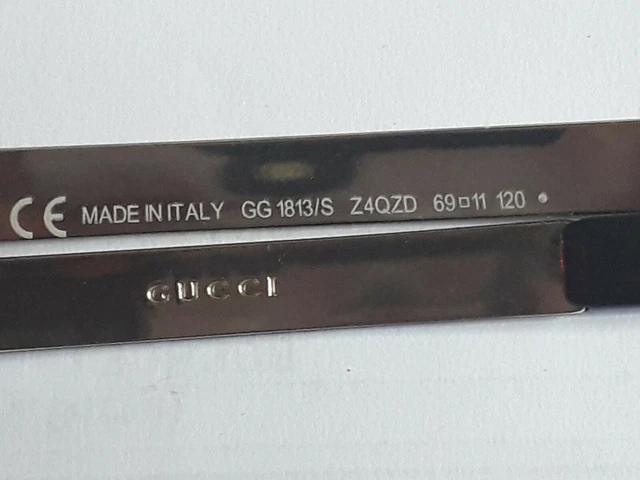 CE MADE IN ITALY GG 1813/S Z4QZD 69□11 120
GUCCI